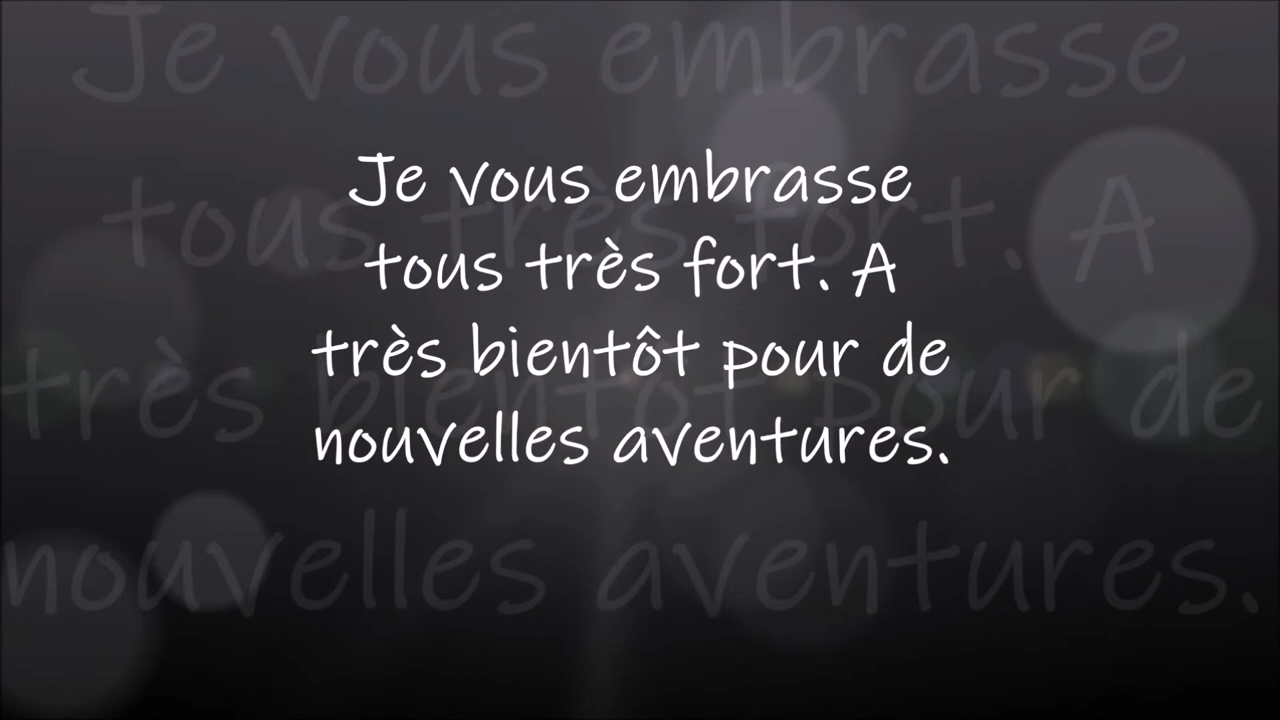 Je vous embrasse
tous très fort. A
très bientôt pour de
nouvelles aventures.